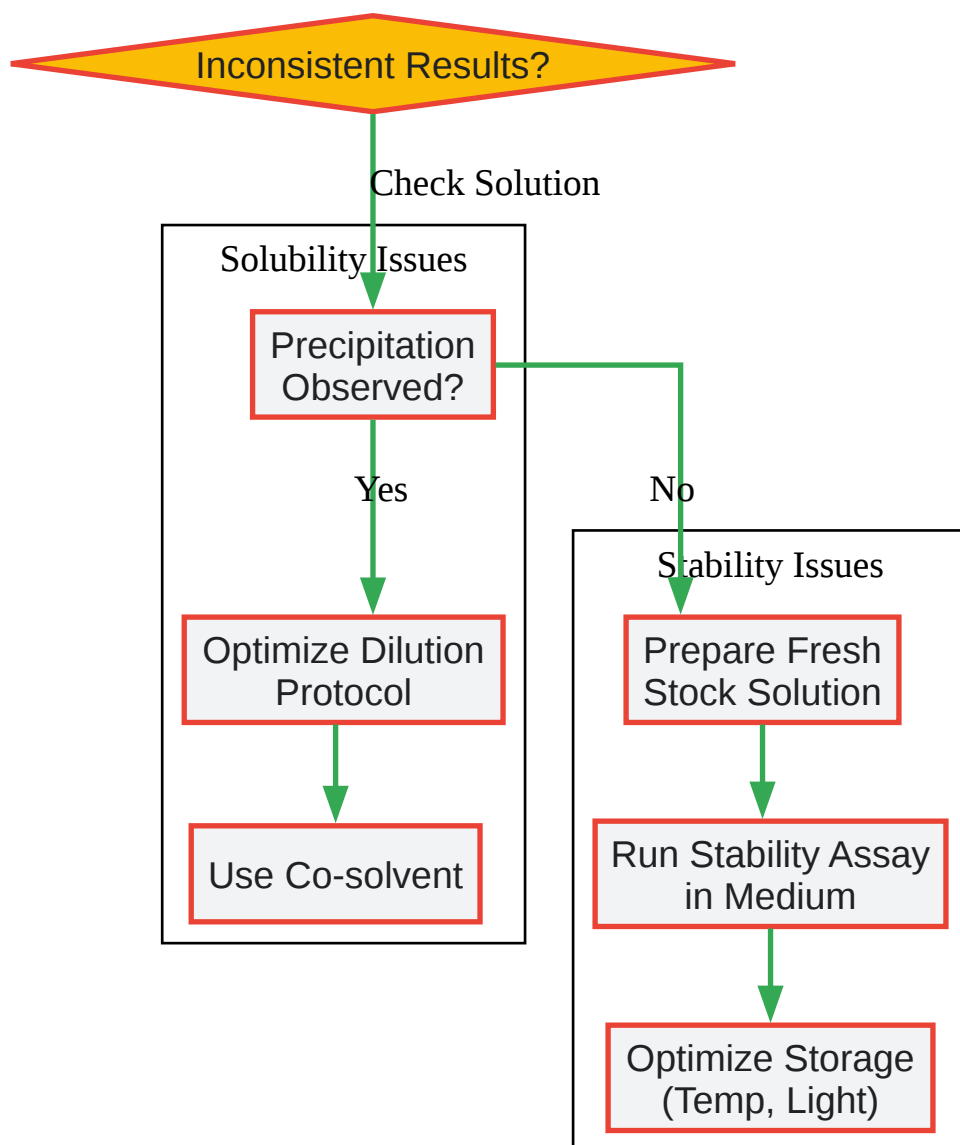 Inconsistent Results?
Check Solution
Solubility Issues
Precipitation
Observed?
Yes
No
Stability Issues
Optimize Dilution
Protocol
Prepare Fresh
Stock Solution
Use Co-solvent
Run Stability Assay
in Medium
Optimize Storage
(Temp, Light)